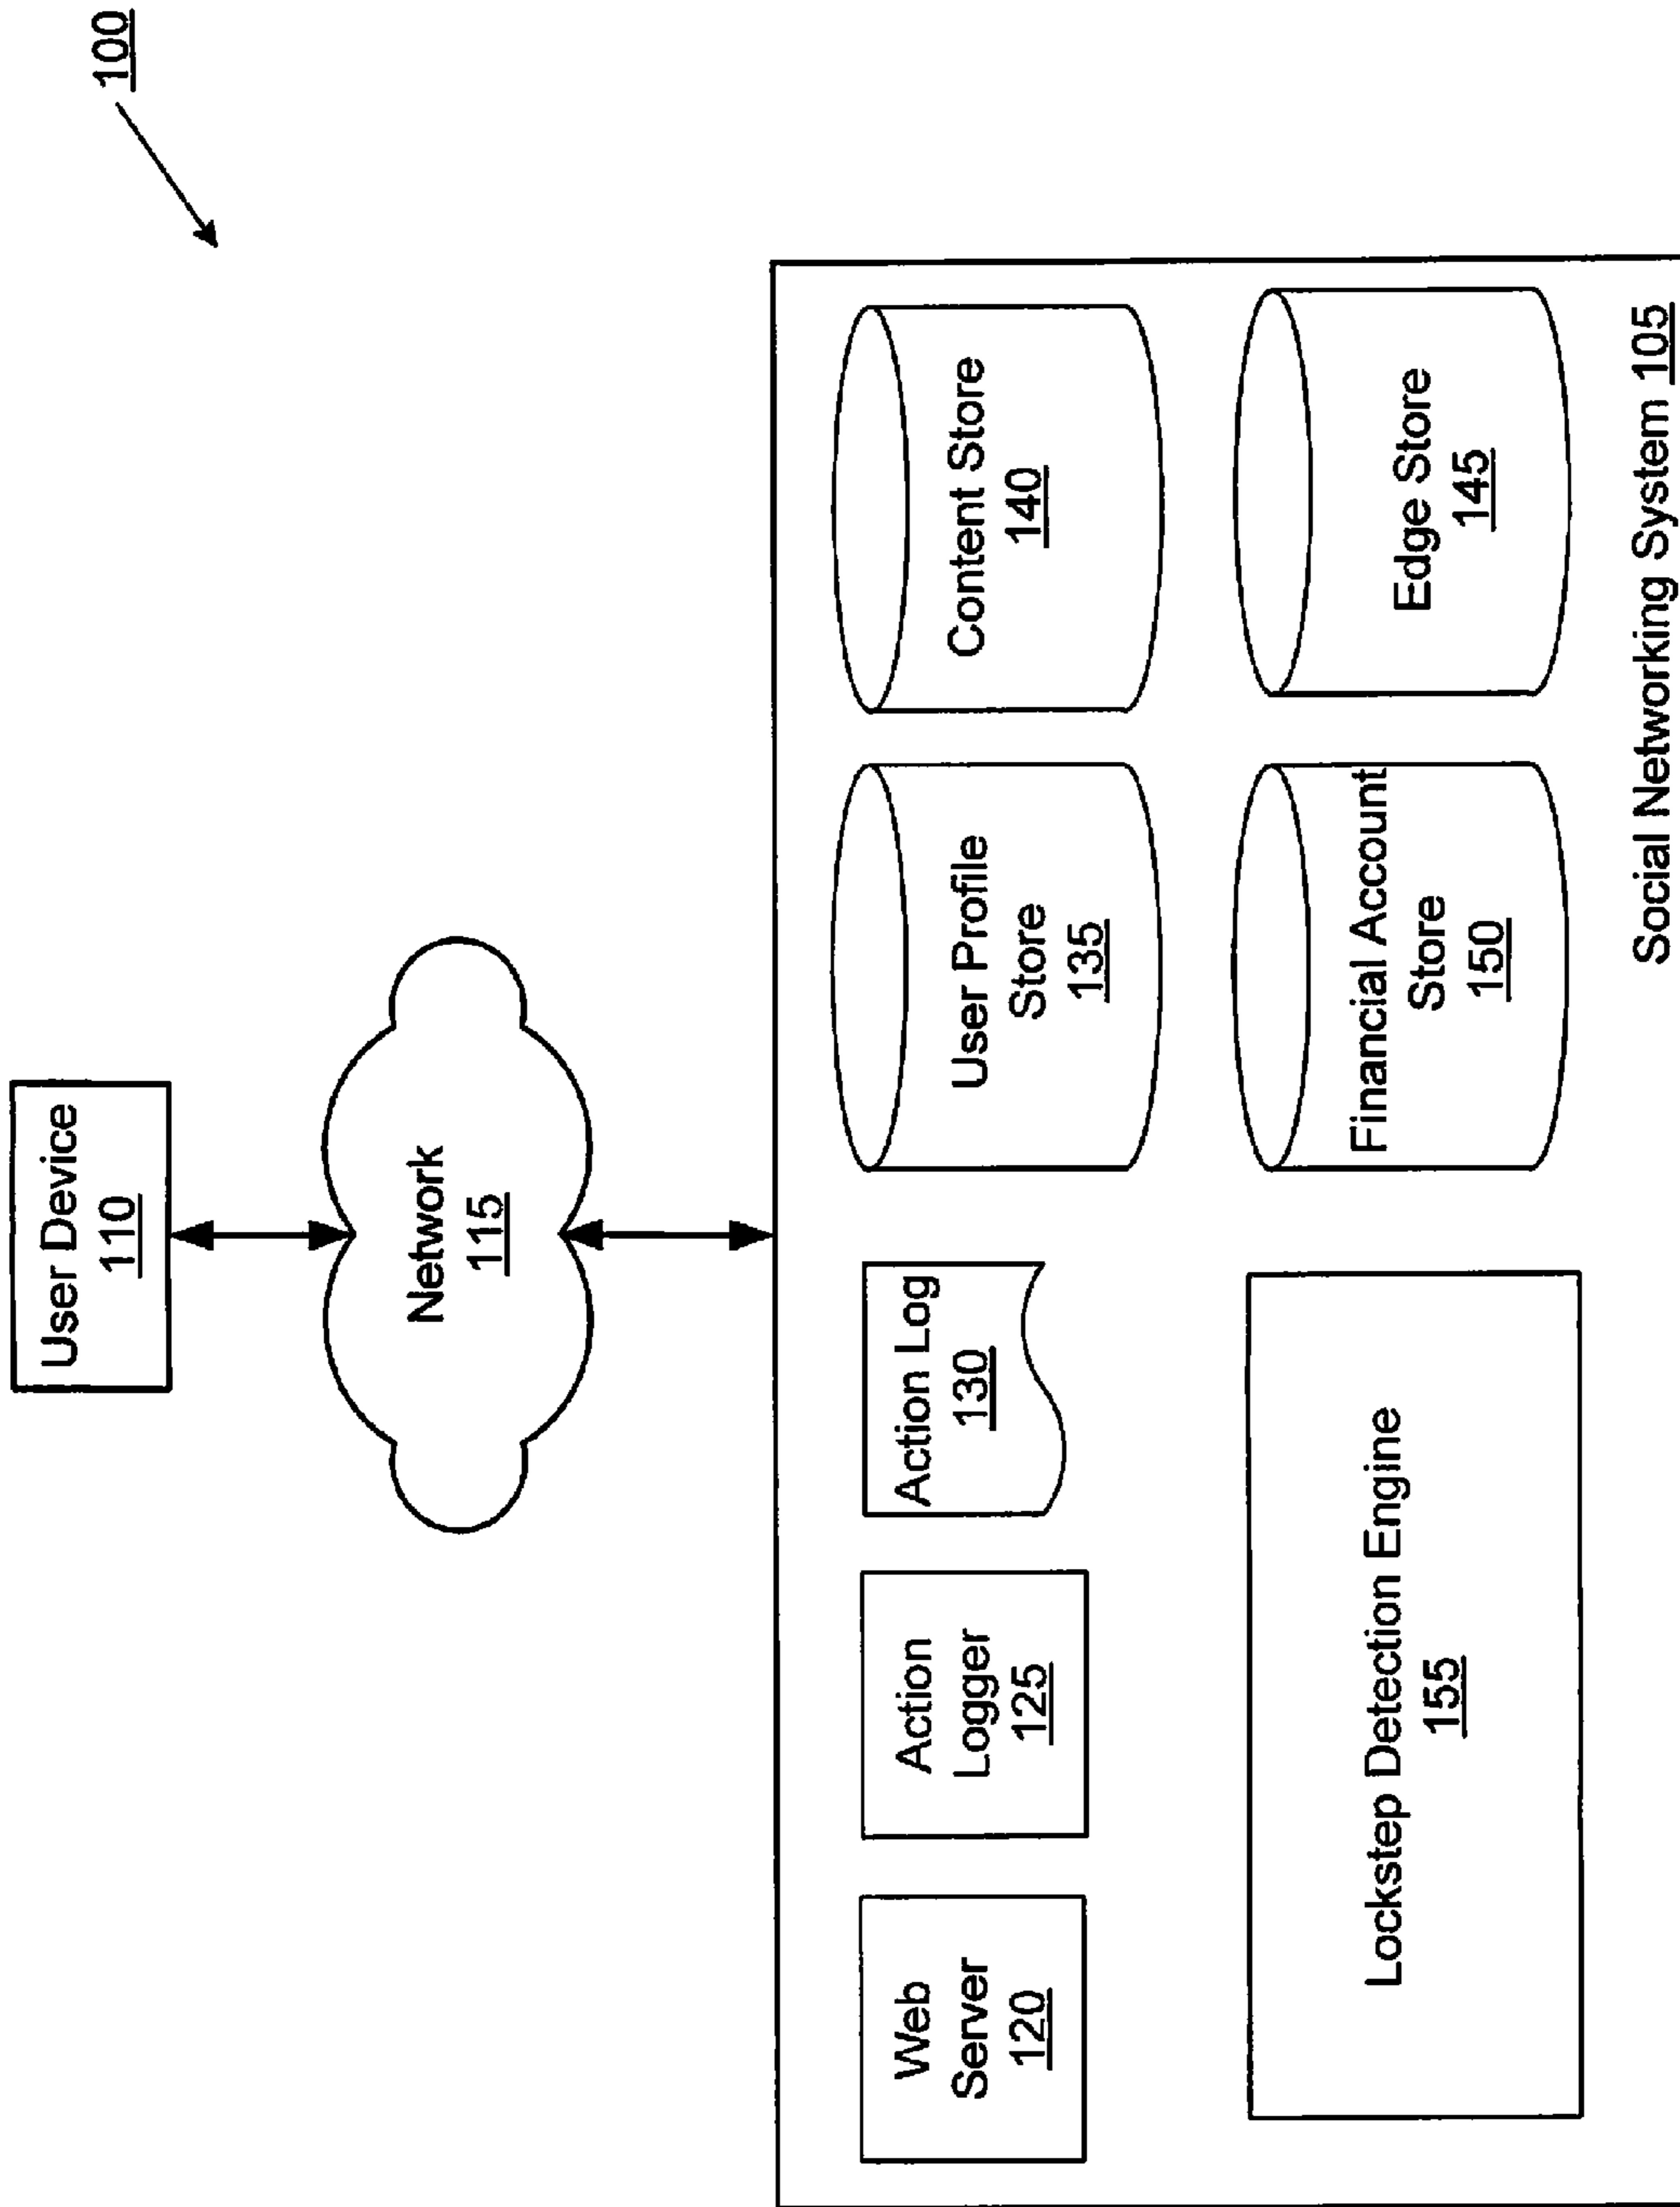 100
User Device
110
Network
115
Web
Server
120
Action
Logger
125
Action Log
130
User Profile
Store
135
Content Store
140
Lockstep Detection Engine
155
Financial Account
Store
150
Edge Store
145
Social Networking System 105